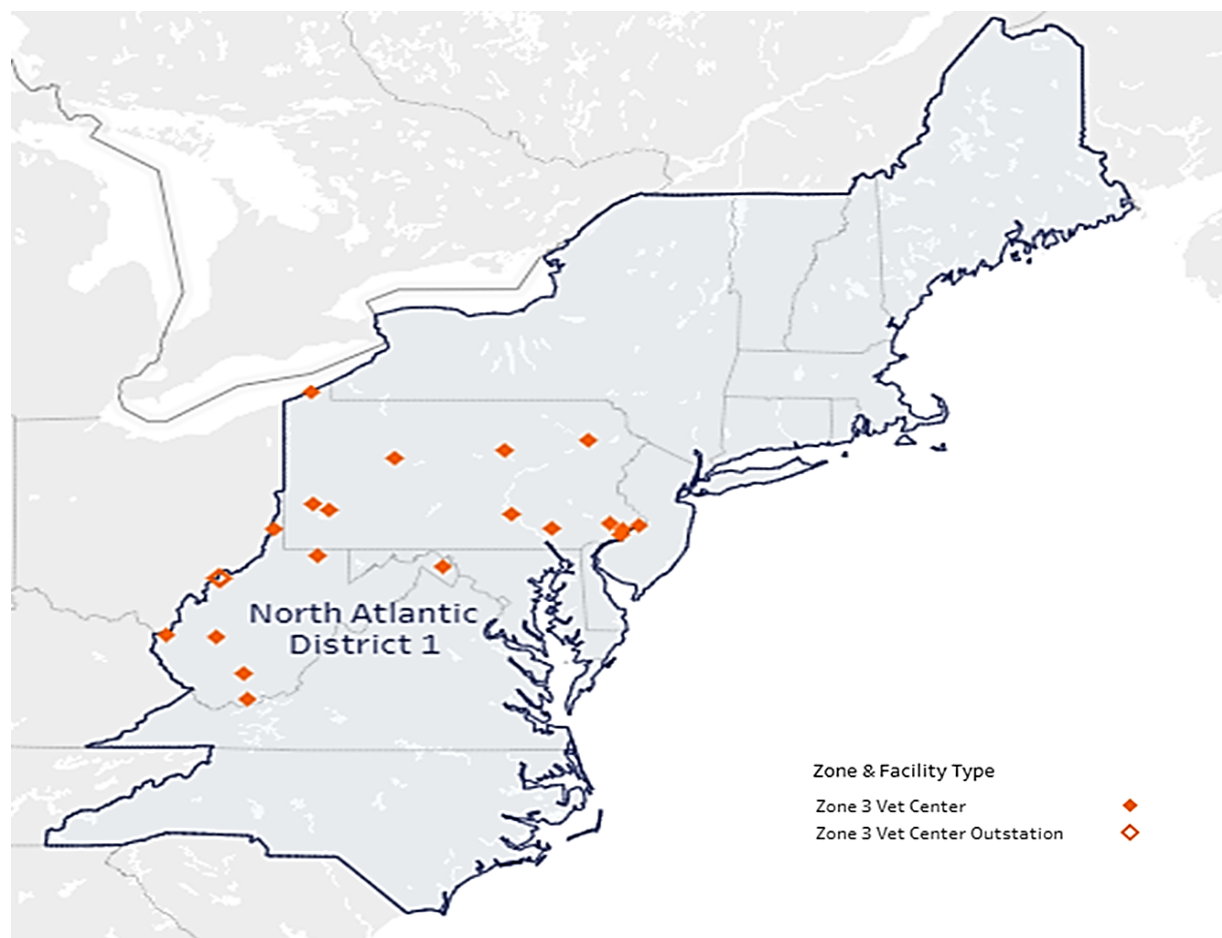 North Atlantic
District 1
Zone & Facility Type
Zone 3 Vet Center
Zone 3 Vet Center Outstation